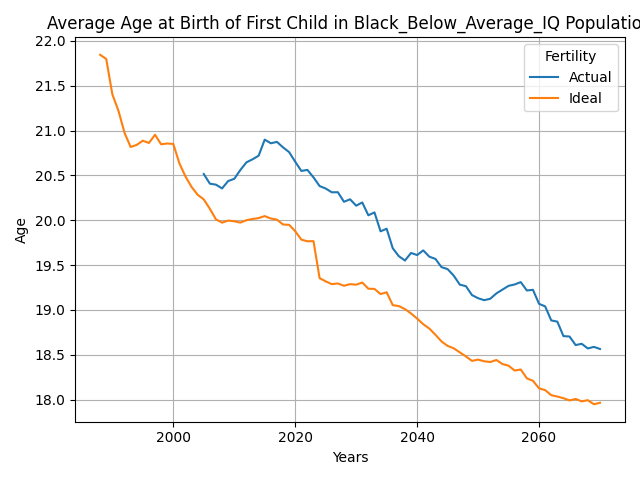 Average Age at Birth of First Child in Black_Below_Average_IQ Populatio
Fertility
Actual
Ideal
22.0
21.5
21.0
20.5
20.0
19.5
19.0
18.5
18.0
Age
2000
2020
2040
2060
Years